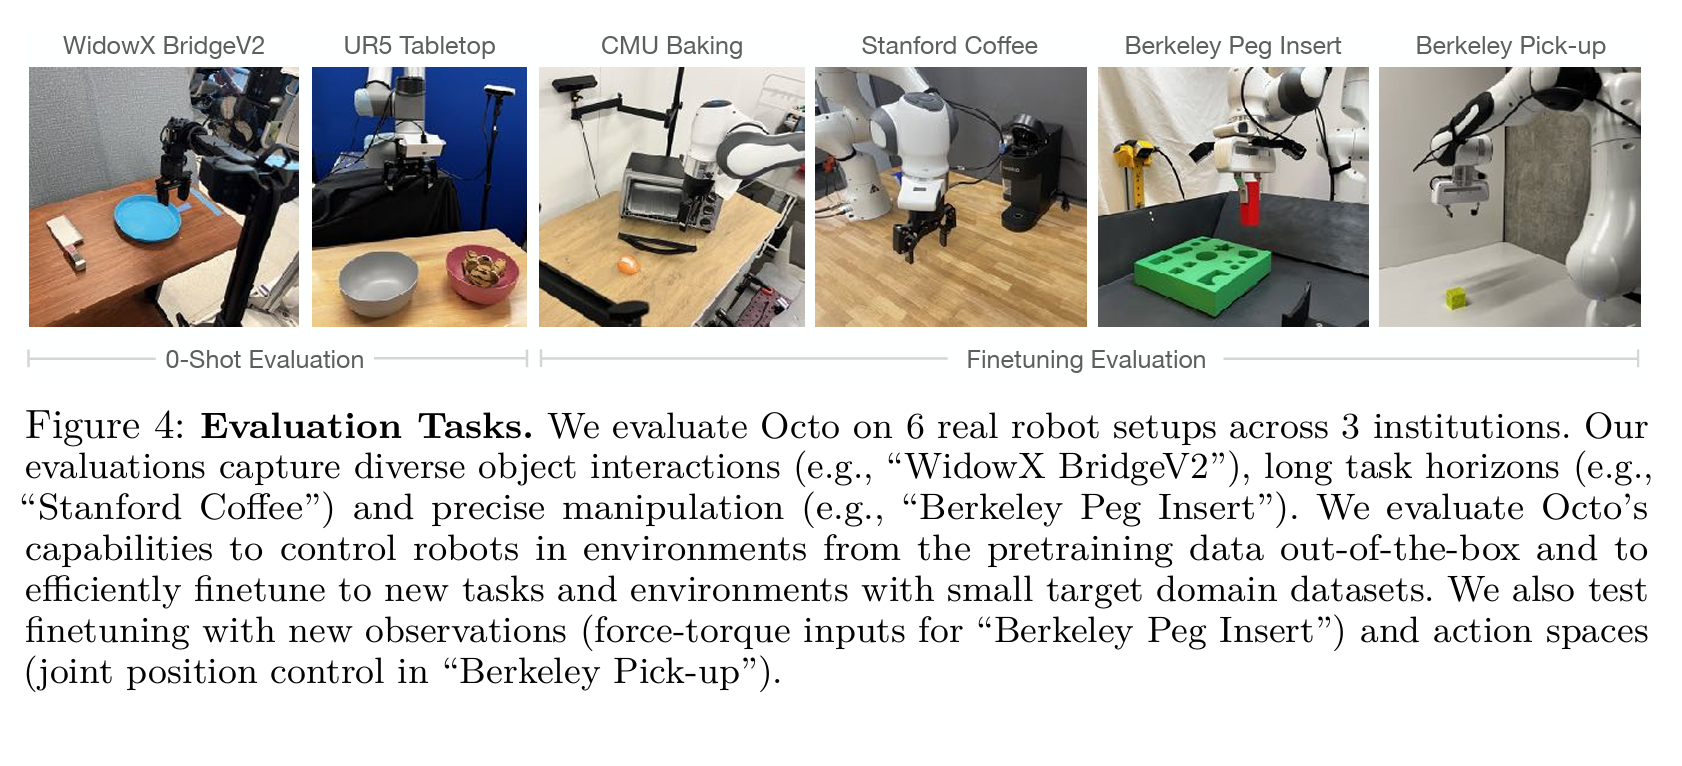 WidowX BridgeV2 UR5 Tabletop CMU Baking Stanford Coffee Berkeley Peg Insert Berkeley Pick-up
0-Shot Evaluation Finetuning Evaluation
Figure 4: Evaluation Tasks. We evaluate Octo on 6 real robot setups across 3 institutions. Our
evaluations capture diverse object interactions (e.g., “WidowX BridgeV2”), long task horizons (e.g.,
“Stanford Coffee”) and precise manipulation (e.g., “Berkeley Peg Insert”). We evaluate Octo’s
capabilities to control robots in environments from the pretraining data out-of-the-box and to
efficiently finetune to new tasks and environments with small target domain datasets. We also test
finetuning with new observations (force-torque inputs for “Berkeley Peg Insert”) and action spaces
(joint position control in “Berkeley Pick-up”).